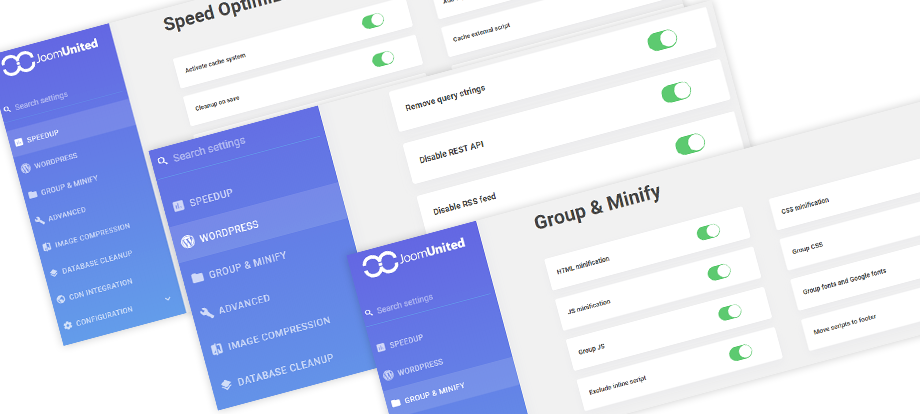 JoomUnited
Search settings
SPEEDUP
WORDPRESS
GROUP & MINIFY
ADVANCED
IMAGE COMPRESSION
DATABASE CLEANUP
CDN INTEGRATION
CONFIGURATION
Speed Optimiz
Activate cache system
Cleanup on save
Cache external script
Search settings
SPEEDUP
WORDPRESS
GROUP & MINIFY
ADVANCED
IMAGE COMPRESSION
DATABASE CLEANUP
Remove query strings
Disable REST API
Disable RSS feed
JoomUnited
Search settings
SPEEDUP
WORDPRESS
GROUP & MINIFY
Group & Minify
HTML minification
JS minification
Group JS
Exclude inline script
CSS minification
Group CSS
Group fonts and Google fonts
Move scripts to footer